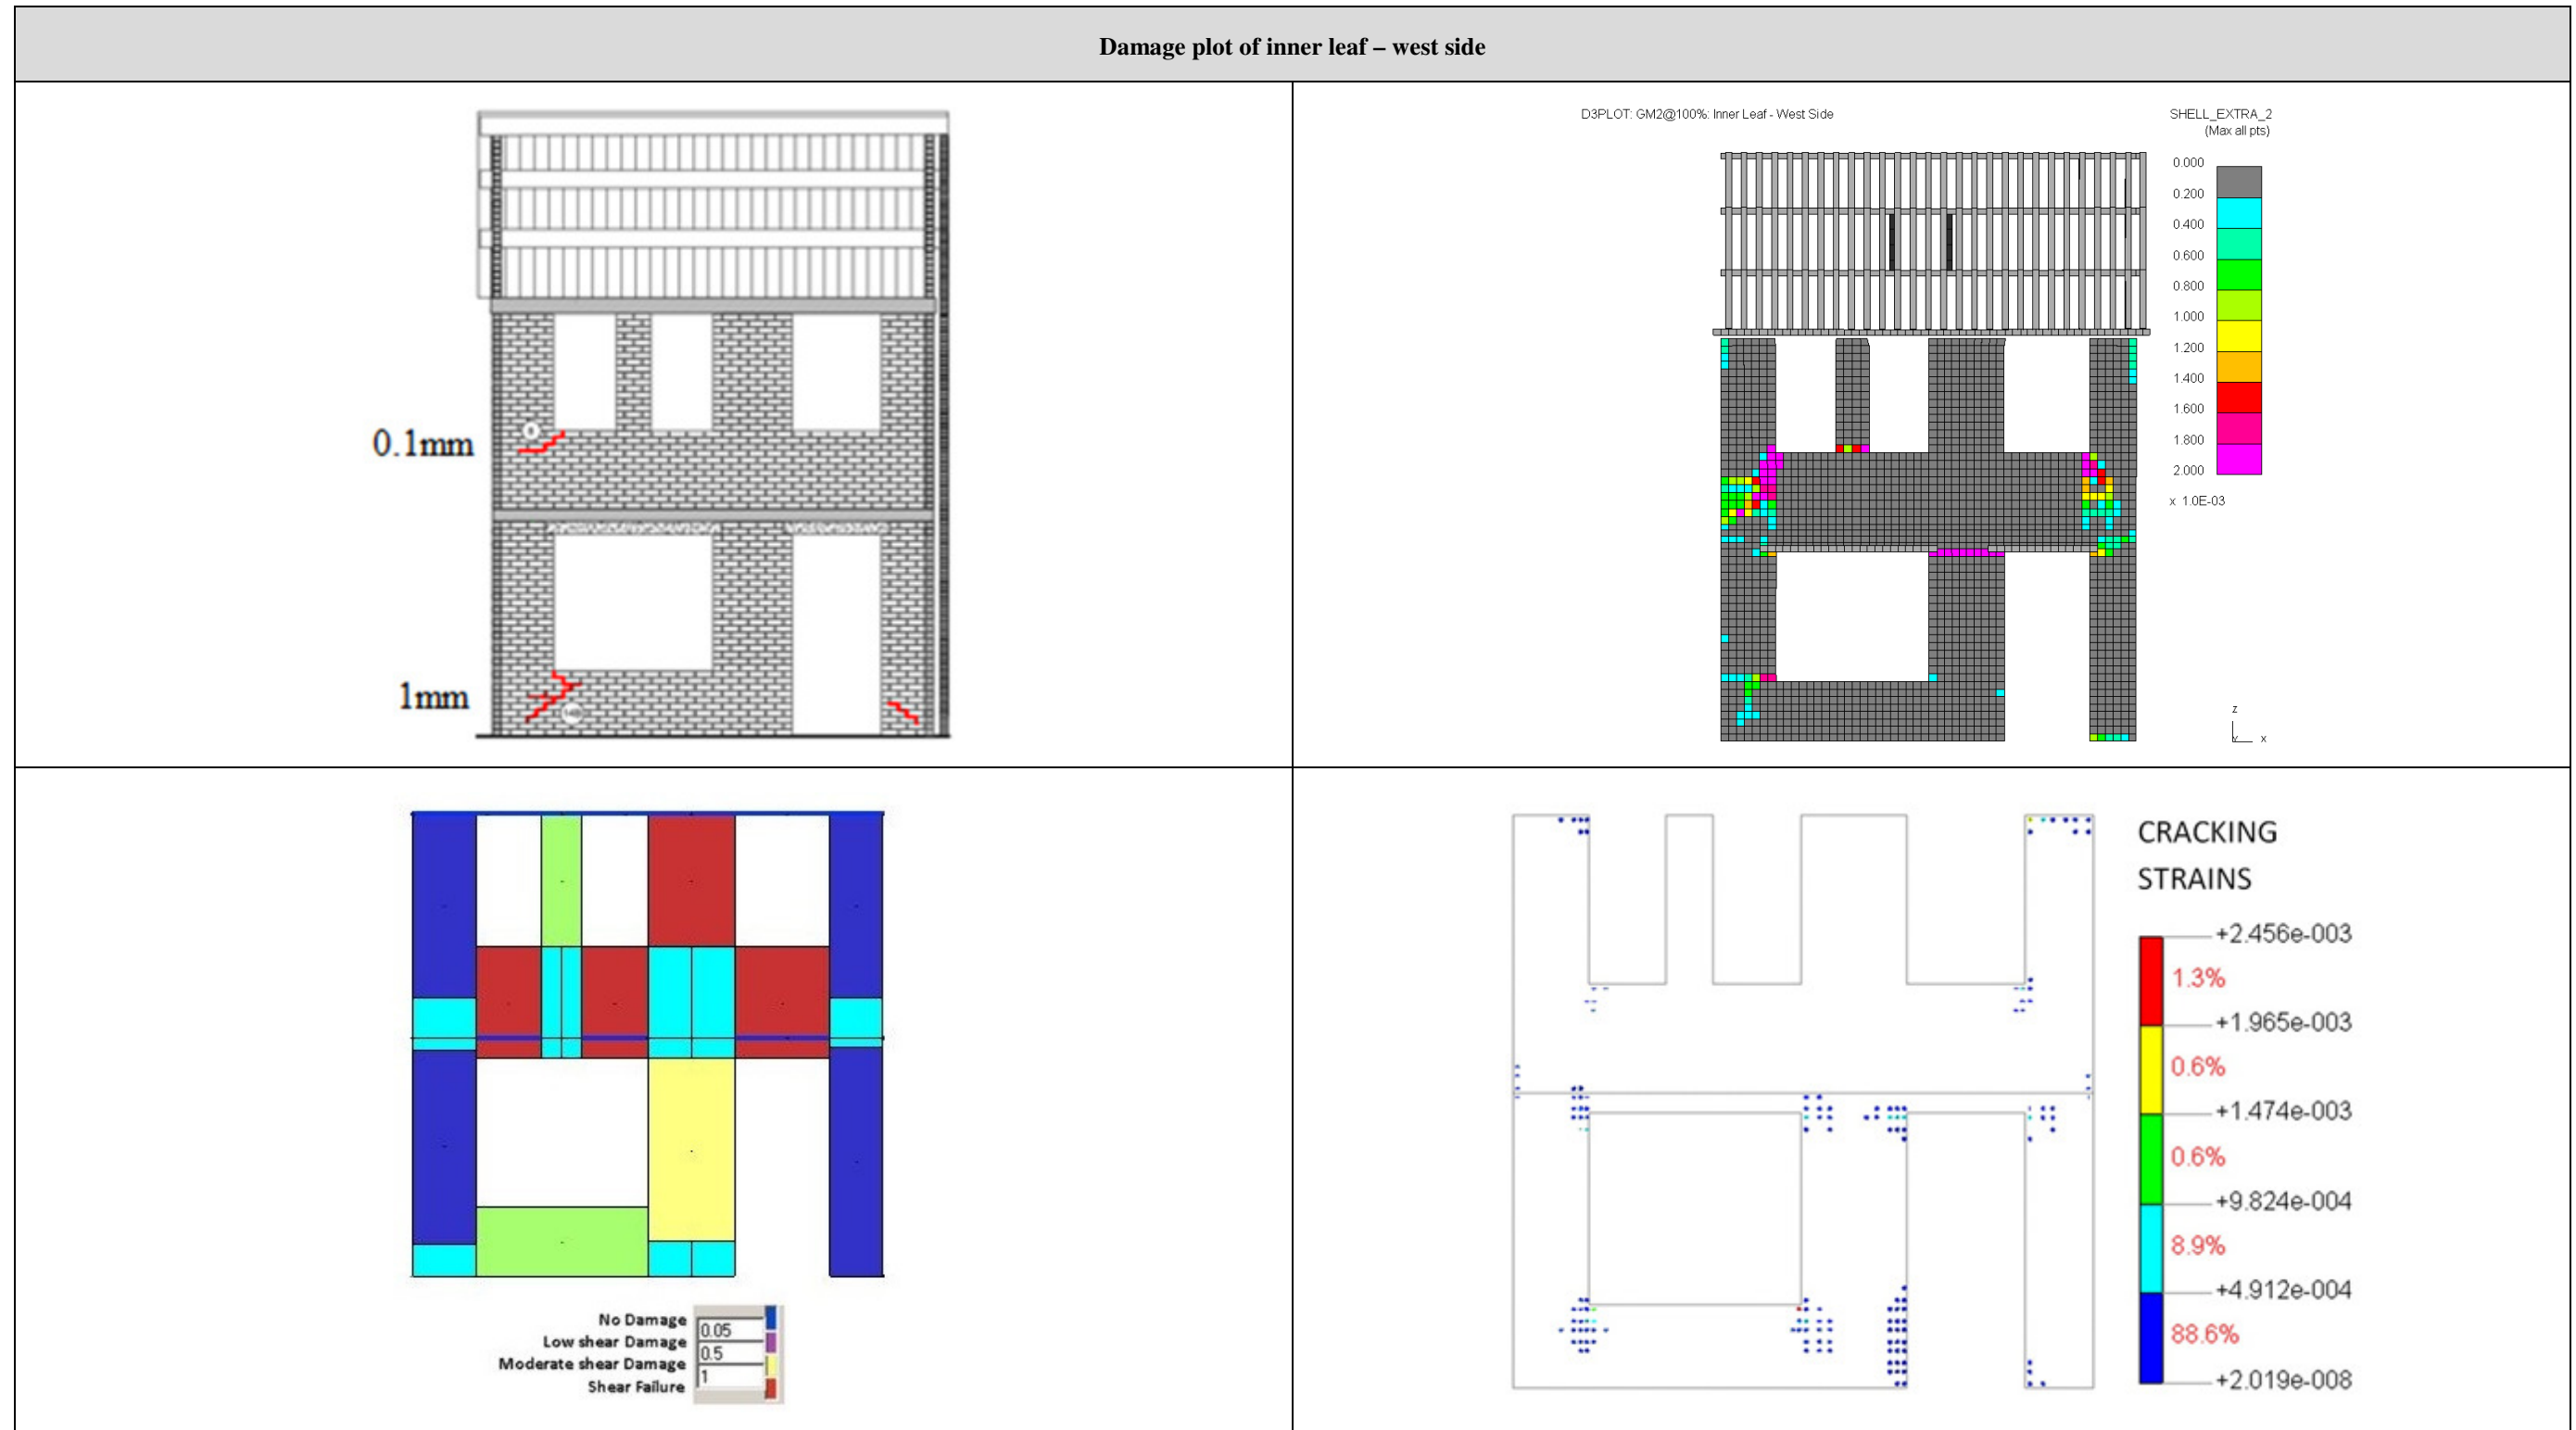 Damage plot of inner leaf – west side
0.1mm
1mm
D3PLOT: GM2@100%: Inner Leaf - West Side
SHELL_EXTRA_2
(Max all pts)
0.000
0.200
0.400
0.600
0.800
1.000
1.200
1.400
1.600
1.800
2.000
x 1.0E-03
Z
Y X
No Damage
0.05
Low shear Damage
0.5
Moderate shear Damage
1
Shear Failure
CRACKING
STRAINS
+2.456e-003
1.3%
+1.965e-003
0.6%
+1.474e-003
0.6%
+9.824e-004
8.9%
+4.912e-004
88.6%
+2.019e-008